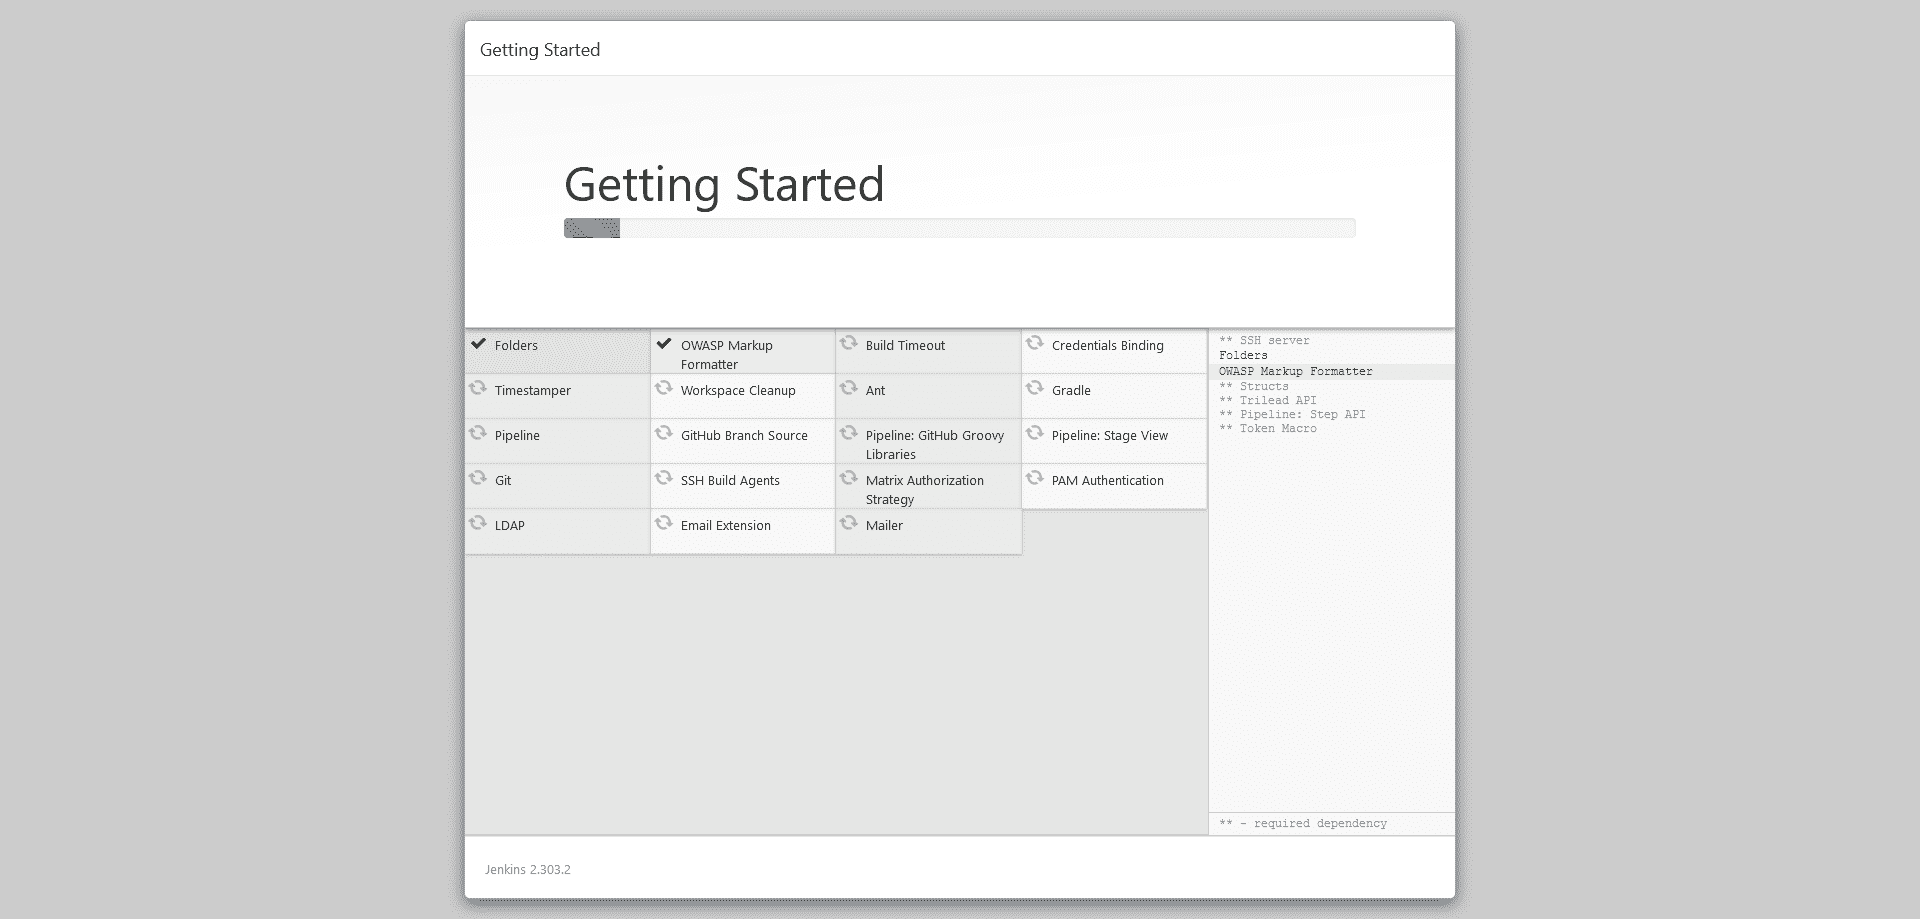 Getting Started
Getting Started
Folders
OWASP Markup
Formatter
Build Timeout
Credentials Binding
Timestamper
Workspace Cleanup
Ant
Gradle
Pipeline
GitHub Branch Source
Pipeline: GitHub Groovy
Libraries
Pipeline: Stage View
Git
SSH Build Agents
Matrix Authorization
Strategy
PAM Authentication
LDAP
Email Extension
Mailer
** SSH server
Folders
OWASP Markup Formatter
** Structs
** Trilead API
** Pipeline: Step API
** Token Macro
** - required dependency
Jenkins 2.303.2